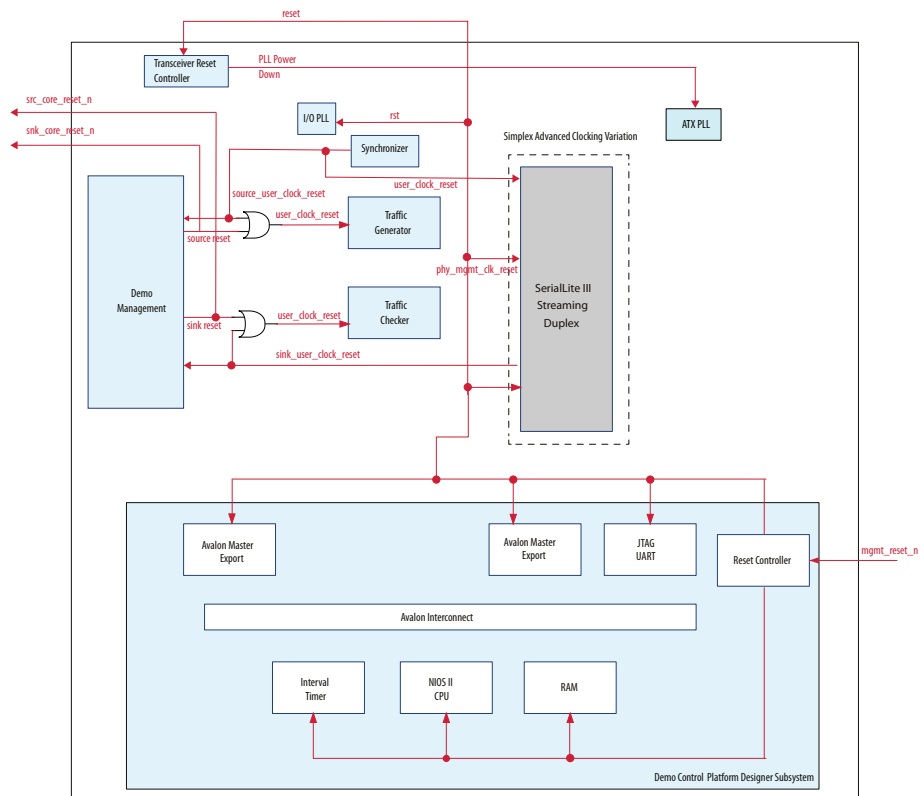 reset
Transceiver Reset
Controller
PLL Power
Down
src_core_reset_n
I/O PLL
rst
ATX PLL
snk_core_reset_n
Simplex Advanced Clocking Variation
Synchronizer
user_clock_reset
source_user_clock_reset
user_clock_reset
Traffic
Generator
source reset
phy_mgmt_clk_reset
SerialLite III
Streaming
Duplex
Demo
Management
Traffic
Checker
user_clock_reset
sink reset
sink_user_clock_reset
Avalon Master
Export
Avalon Master
Export
JTAG
UART
Reset Controller
mgmt_reset_n
Avalon Interconnect
Interval
Timer
NIOS II
CPU
RAM
Demo Control Platform Designer Subsystem